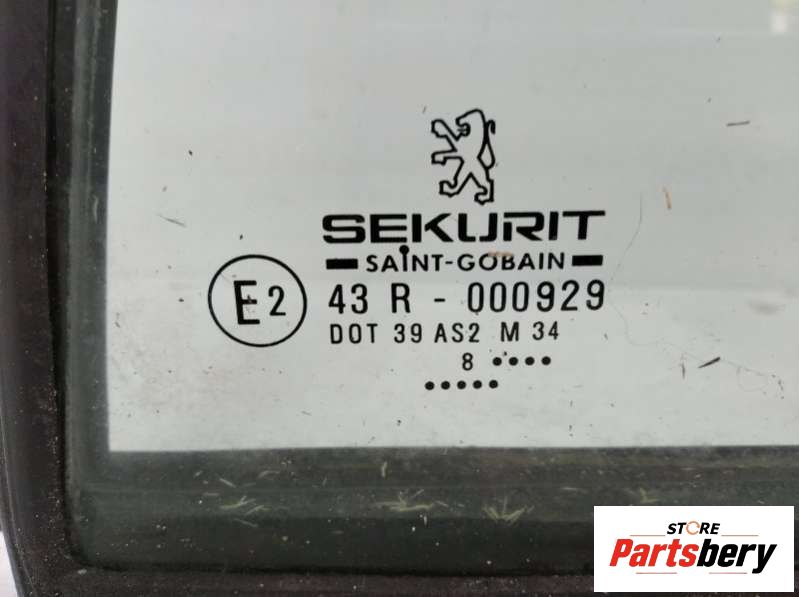 SEKURIT
SAINT-GOBAIN
E2 43 R - 000929
DOT 39 AS2 M 34
8 ••••
•••••
STORE
Partsbery